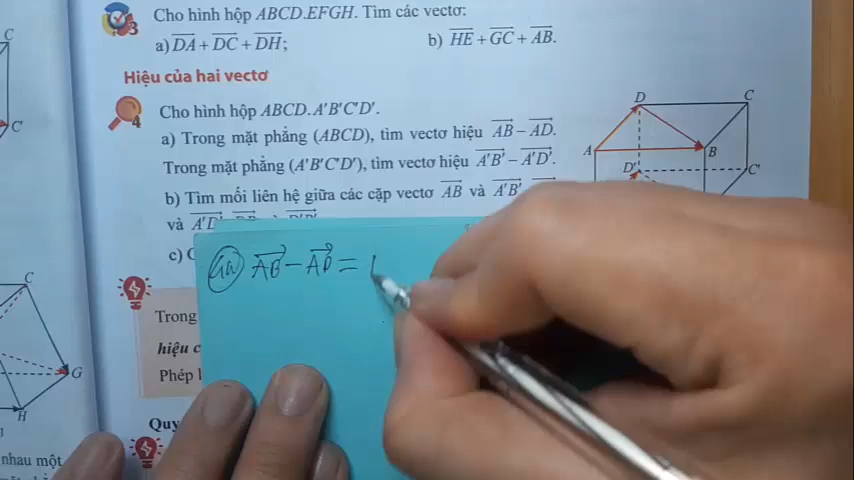 3
Cho hình hộp ABCD.EFGH. Tìm các vectơ:
a) DA + DC + DH;
b) HE + GC + AB.
Hiệu của hai vectơ
4
Cho hình hộp ABCD.A'B'C'D'.
a) Trong mặt phẳng (ABCD), tìm vectơ hiệu AB − AD.
Trong mặt phẳng (A'B'C'D'), tìm vectơ hiệu A'B' − A'D'.
b) Tìm mối liên hệ giữa các cặp vectơ AB và A'B'
và A'D'
c)
AB − AD =
Trong
hiệu
Phép
Quy
nhau một
D
C
A
B
D'
C'
C
C'
C
G
H